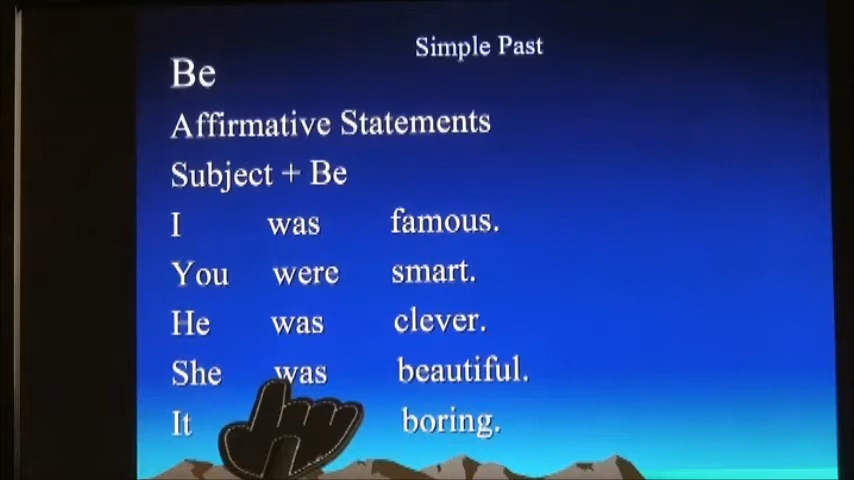 Simple Past
Be
Affirmative Statements
Subject + Be
I was famous.
You were smart.
He was clever.
She was beautiful.
It boring.